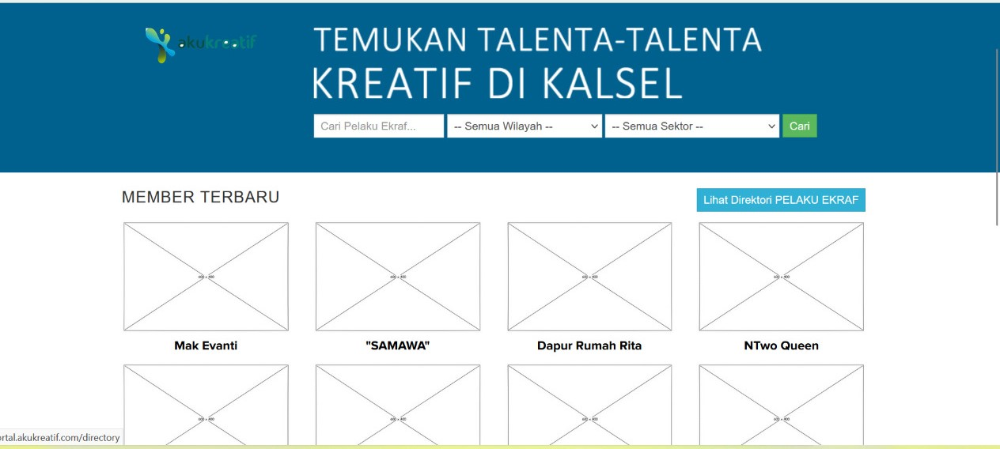 akukreatif
TEMUKAN TALENTA-TALENTA
KREATIF DI KALSEL
Cari Pelaku Ekraf...
-- Semua Wilayah --
-- Semua Sektor --
Cari
MEMBER TERBARU
Lihat Direktori PELAKU EKRAF
600 × 400
600 × 400
600 × 400
600 × 400
Mak Evanti
"SAMAWA"
Dapur Rumah Rita
NTwo Queen
600 × 400
600 × 400
600 × 400
600 × 400
rtal.akukreatif.com/directory